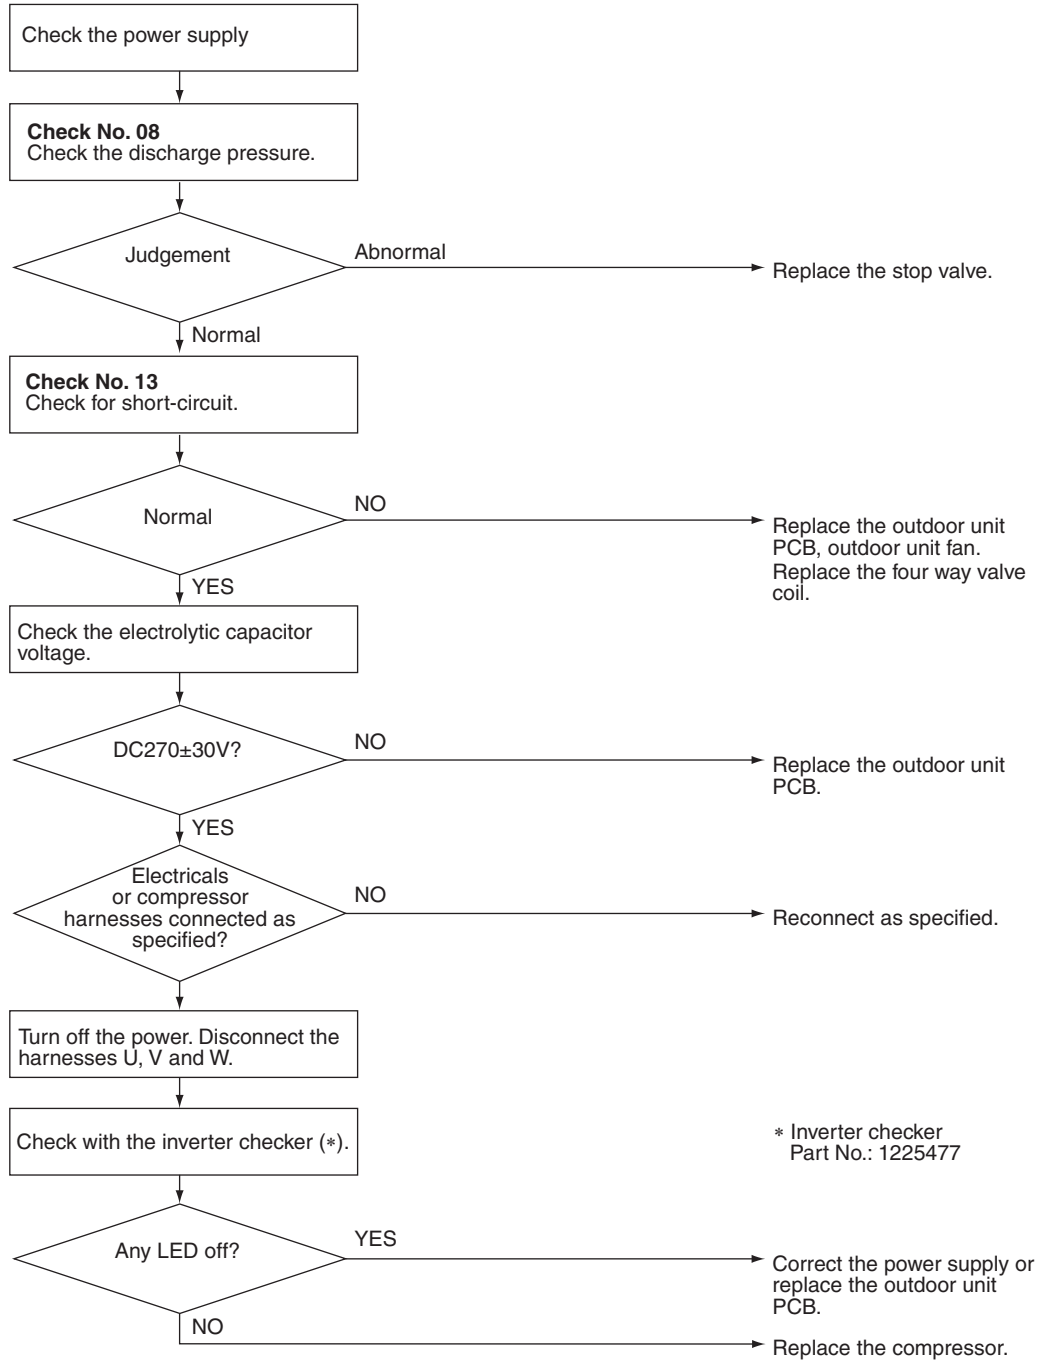 Check the power supply
Check No. 08
Check the discharge pressure.
Judgement
Abnormal
Replace the stop valve.
Normal
Check No. 13
Check for short-circuit.
Normal
NO
Replace the outdoor unit
PCB, outdoor unit fan.
Replace the four way valve
coil.
YES
Check the electrolytic capacitor
voltage.
DC270±30V?
NO
Replace the outdoor unit
PCB.
YES
Electricals
or compressor
harnesses connected as
specified?
NO
Reconnect as specified.
Turn off the power. Disconnect the
harnesses U, V and W.
Check with the inverter checker (*).
* Inverter checker
Part No.: 1225477
Any LED off?
YES
Correct the power supply or
replace the outdoor unit
PCB.
NO
Replace the compressor.